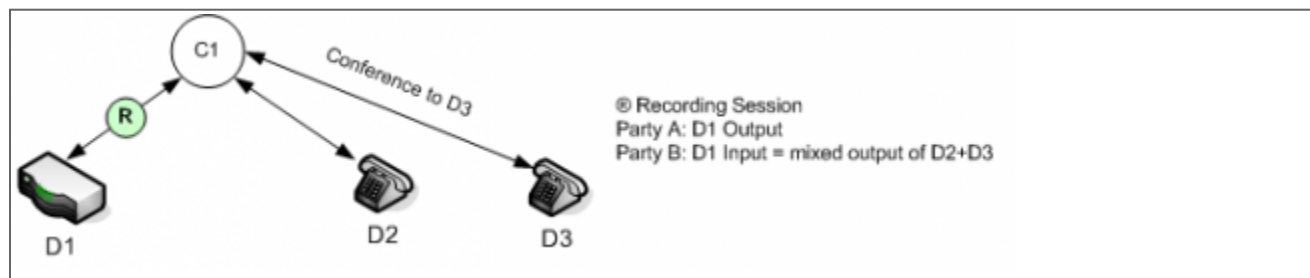 C1
Conference to D3
R
® Recording Session
Party A: D1 Output
Party B: D1 Input = mixed output of D2+D3
D1
D2
D3